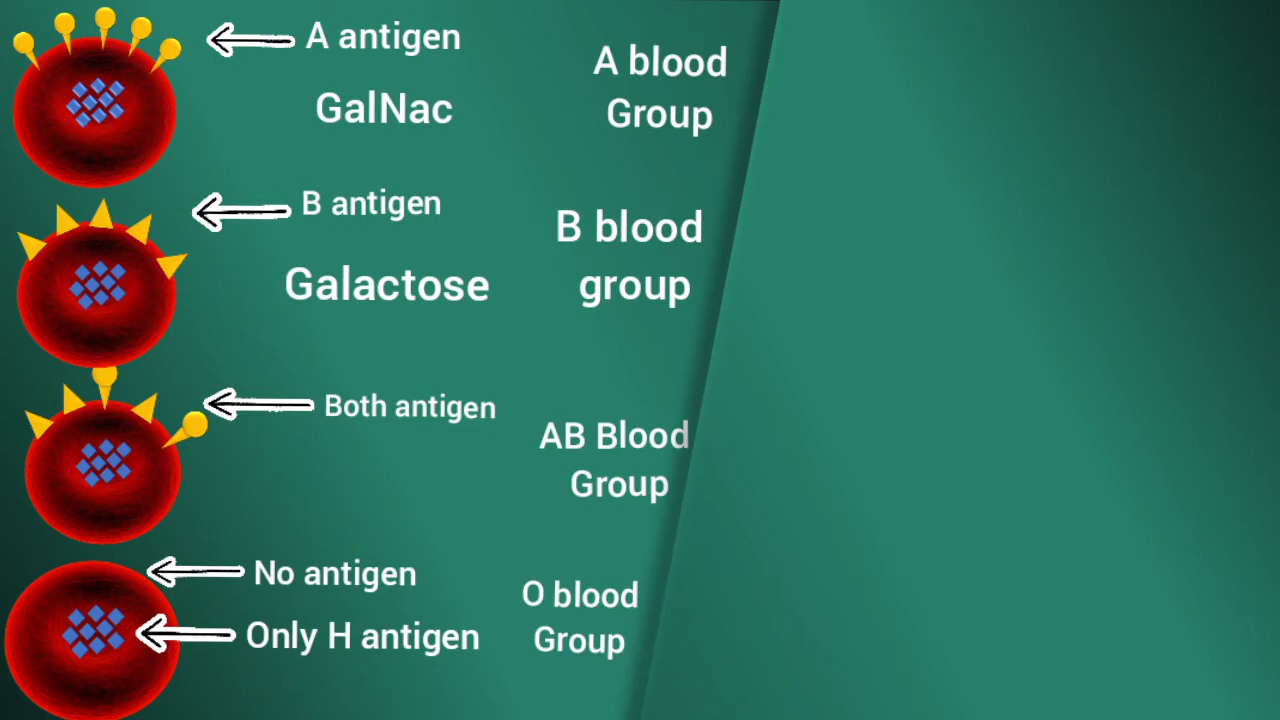 A antigen
GalNac
A blood
Group
B antigen
Galactose
B blood
group
Both antigen
AB Blood
Group
No antigen
Only H antigen
O blood
Group